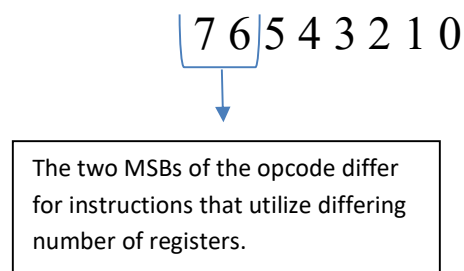 7 6 5 4 3 2 1 0
The two MSBs of the opcode differ
for instructions that utilize differing
number of registers.